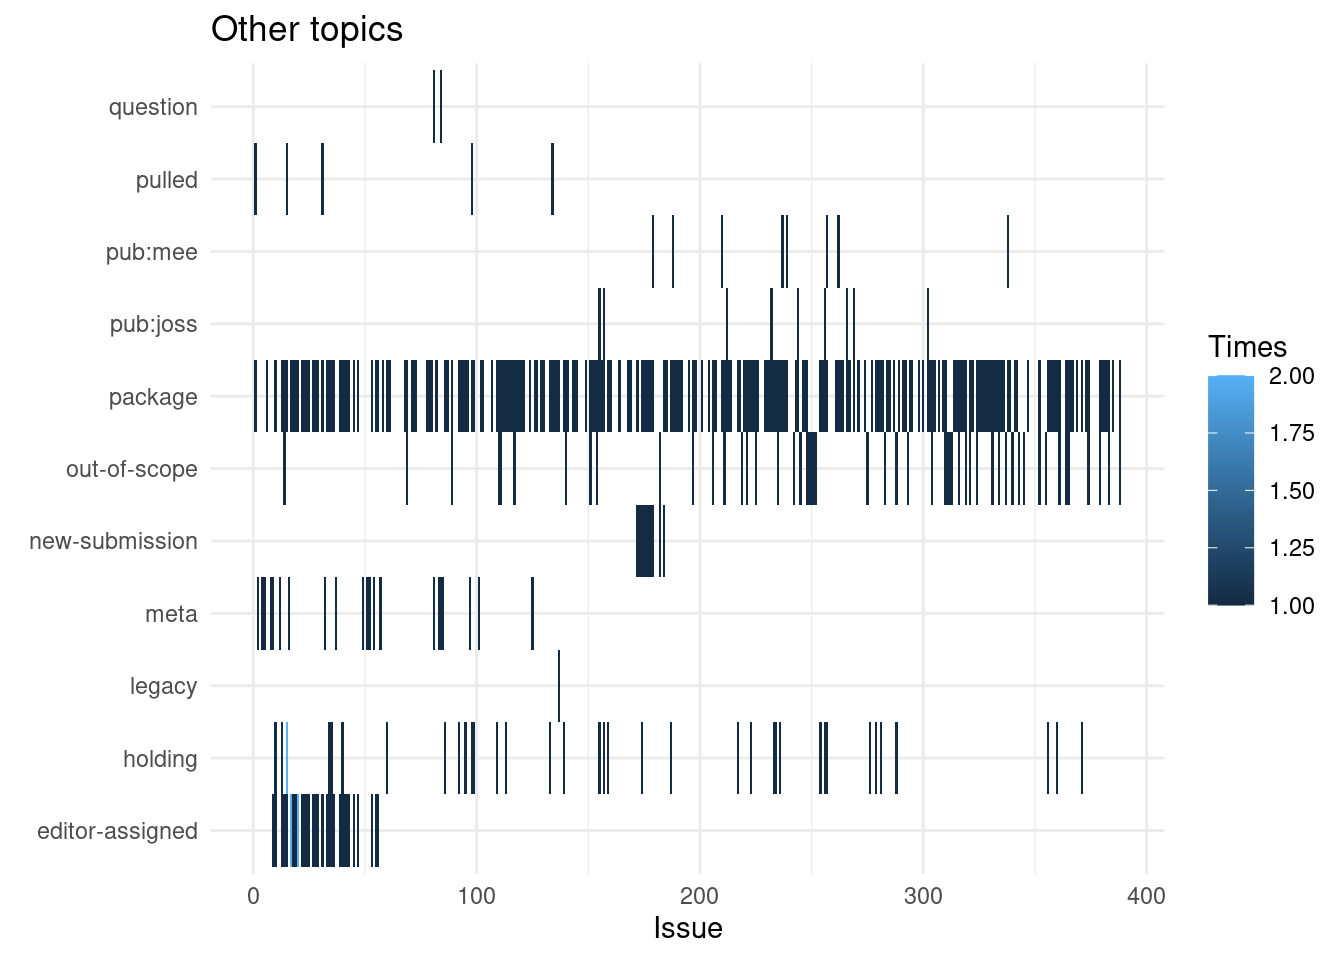 Other topics
question
pulled
pub:mee
pub:joss
package
out-of-scope
new-submission
meta
legacy
holding
editor-assigned
0 100 200 300 400
Issue
Times
2.00
1.75
1.50
1.25
1.00